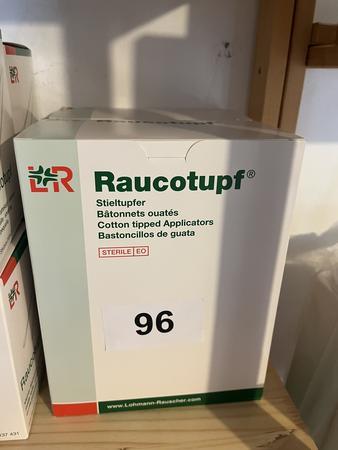 L&R
Raucotupf®
Stieltupfer
Bâtonnets ouatés
Cotton tipped Applicators
Bastoncillos de guata
STERILE EO
96
www.Lohmann-Rauscher.com